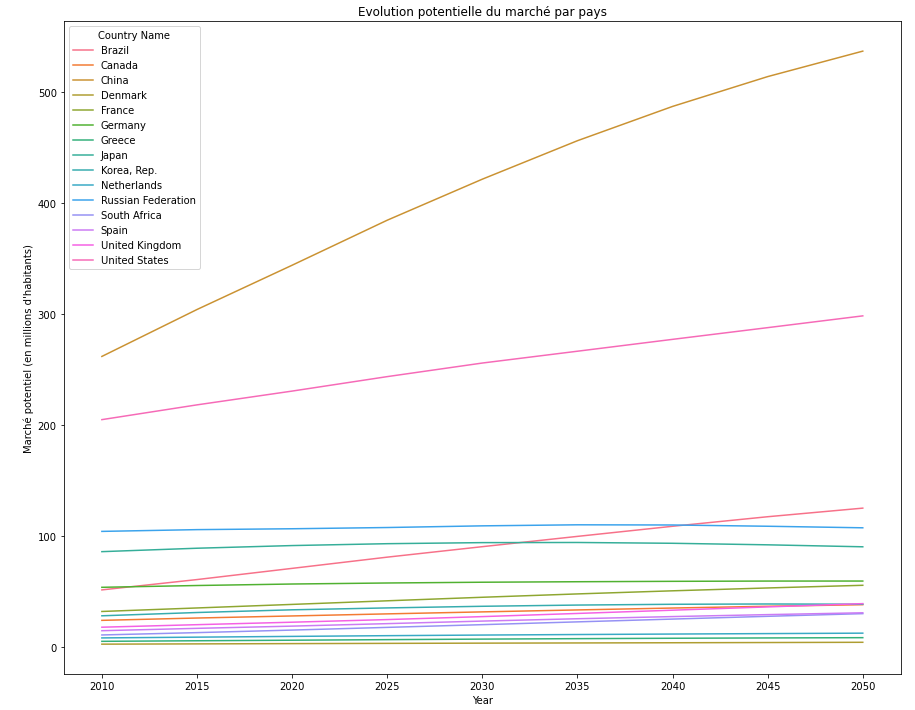 Evolution potentielle du marché par pays
Country Name
Brazil
Canada
China
Denmark
France
Germany
Greece
Japan
Korea, Rep.
Netherlands
Russian Federation
South Africa
Spain
United Kingdom
United States
Marché potentiel (en millions d'habitants)
500
400
300
200
100
0
2010 2015 2020 2025 2030 2035 2040 2045 2050
Year